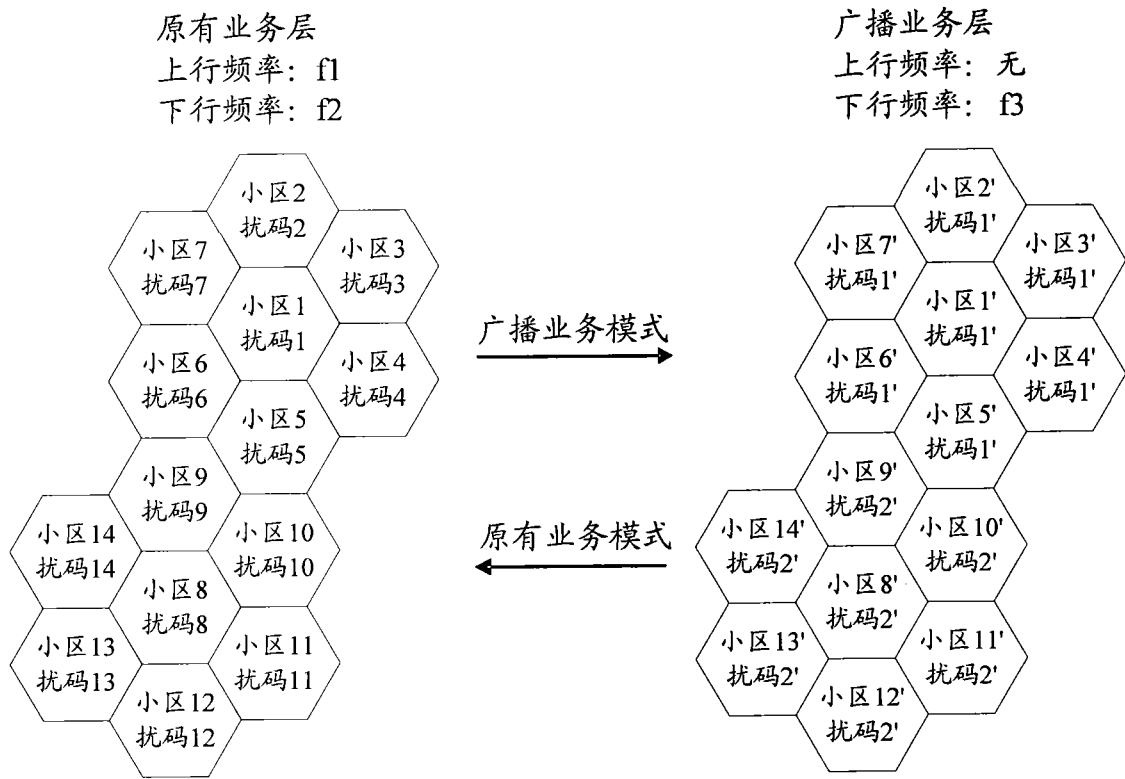 原有业务层
上行频率：f1
下行频率：f2
小区2
扰码2
小区7
扰码7
小区3
扰码3
小区1
扰码1
小区6
扰码6
小区4
扰码4
小区5
扰码5
小区9
扰码9
小区14
扰码14
小区10
扰码10
小区8
扰码8
小区13
扰码13
小区11
扰码11
小区12
扰码12
广播业务模式
原有业务模式
广播业务层
上行频率：无
下行频率：f3
小区2'
扰码1'
小区7'
扰码1'
小区3'
扰码1'
小区1'
扰码1'
小区6'
扰码1'
小区4'
扰码1'
小区5'
扰码1'
小区9'
扰码2'
小区14'
扰码2'
小区10'
扰码2'
小区8'
扰码2'
小区13'
扰码2'
小区11'
扰码2'
小区12'
扰码2'